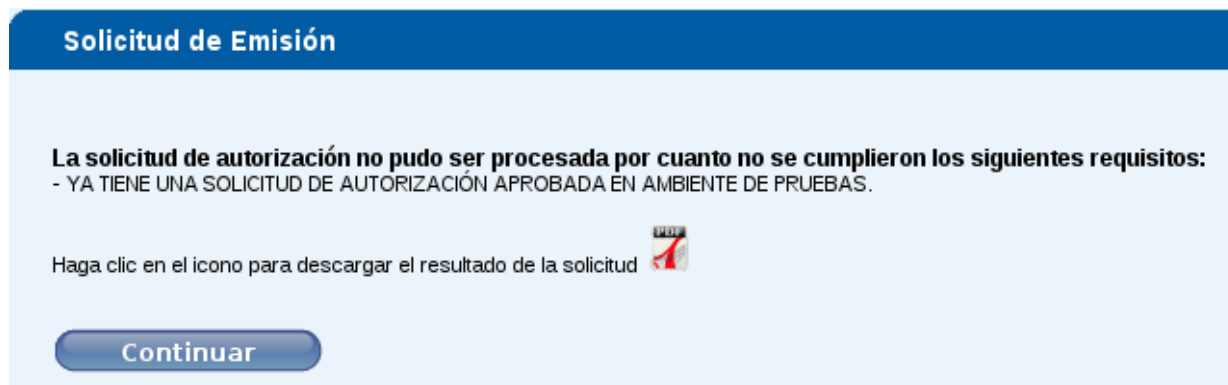 Solicitud de Emisión
La solicitud de autorización no pudo ser procesada por cuanto no se cumplieron los siguientes requisitos:
- YA TIENE UNA SOLICITUD DE AUTORIZACIÓN APROBADA EN AMBIENTE DE PRUEBAS.
PDF
Haga clic en el icono para descargar el resultado de la solicitud
Continuar